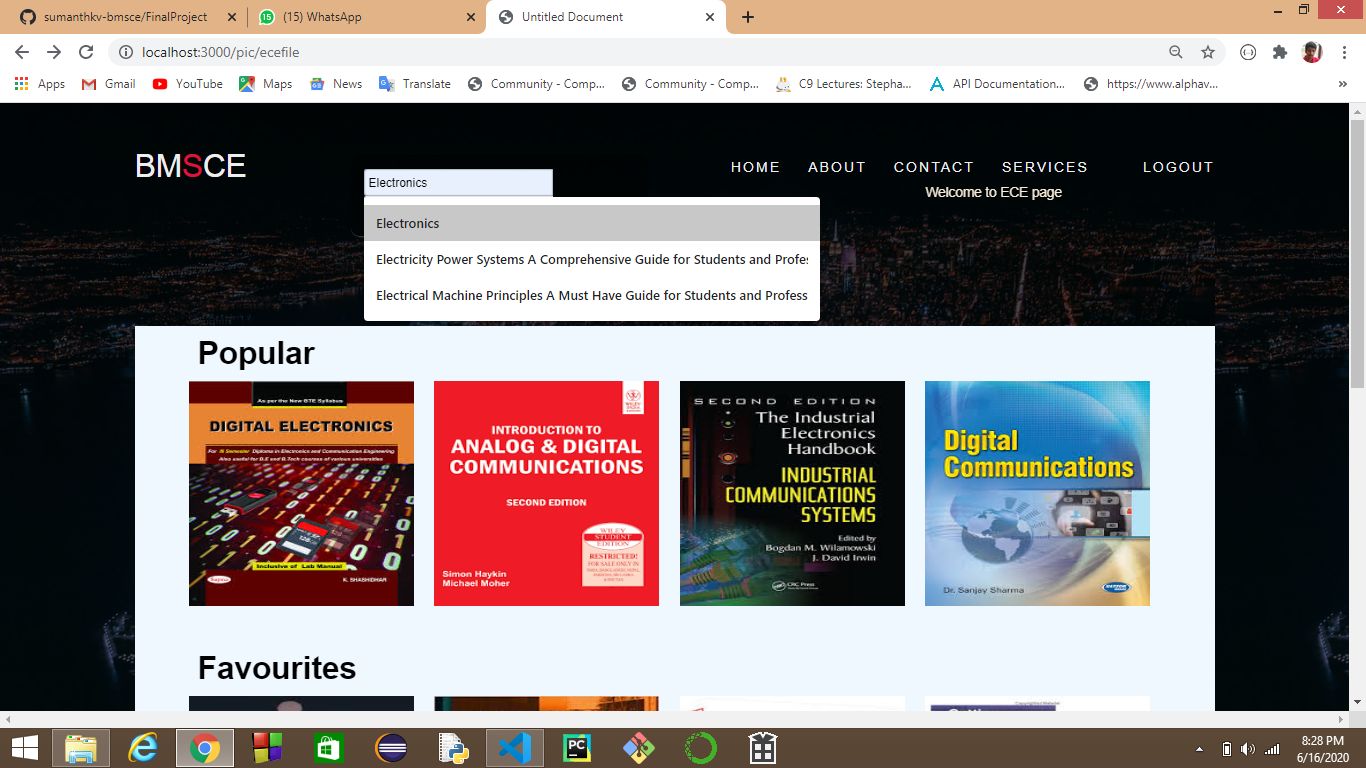 sumanthkv-bmsce/FinalProject
(15) WhatsApp
Untitled Document
localhost:3000/pic/ecefile
Apps
Gmail
YouTube
Maps
News
Translate
Community - Comp...
Community - Comp...
C9 Lectures: Stepha...
API Documentation...
https://www.alphav...
»
BMSCE
HOME
ABOUT
CONTACT
SERVICES
LOGOUT
Welcome to ECE page
Electronics
Electronics
Electricity Power Systems A Comprehensive Guide for Students and Profes
Electrical Machine Principles A Must Have Guide for Students and Profess
Popular
As per the New BTE Syllabus
DIGITAL ELECTRONICS
For III Semester Diploma in Electronics and Communication Engineering
Also useful for B.E and B.Tech courses of various universities
Inclusive of Lab Manual
K. SHASHIDHAR
INTRODUCTION TO
ANALOG & DIGITAL
COMMUNICATIONS
SECOND EDITION
WILEY
STUDENT
EDITION
RESTRICTED!
FOR SALE ONLY IN
Simon Haykin
Michael Moher
SECOND EDITION
The Industrial
Electronics
Handbook
INDUSTRIAL
COMMUNICATIONS
SYSTEMS
Edited by
Bogdan M. Wilamowski
J. David Irwin
CRC Press
Digital
Communications
Dr. Sanjay Sharma
Favourites
8:28 PM
6/16/2020